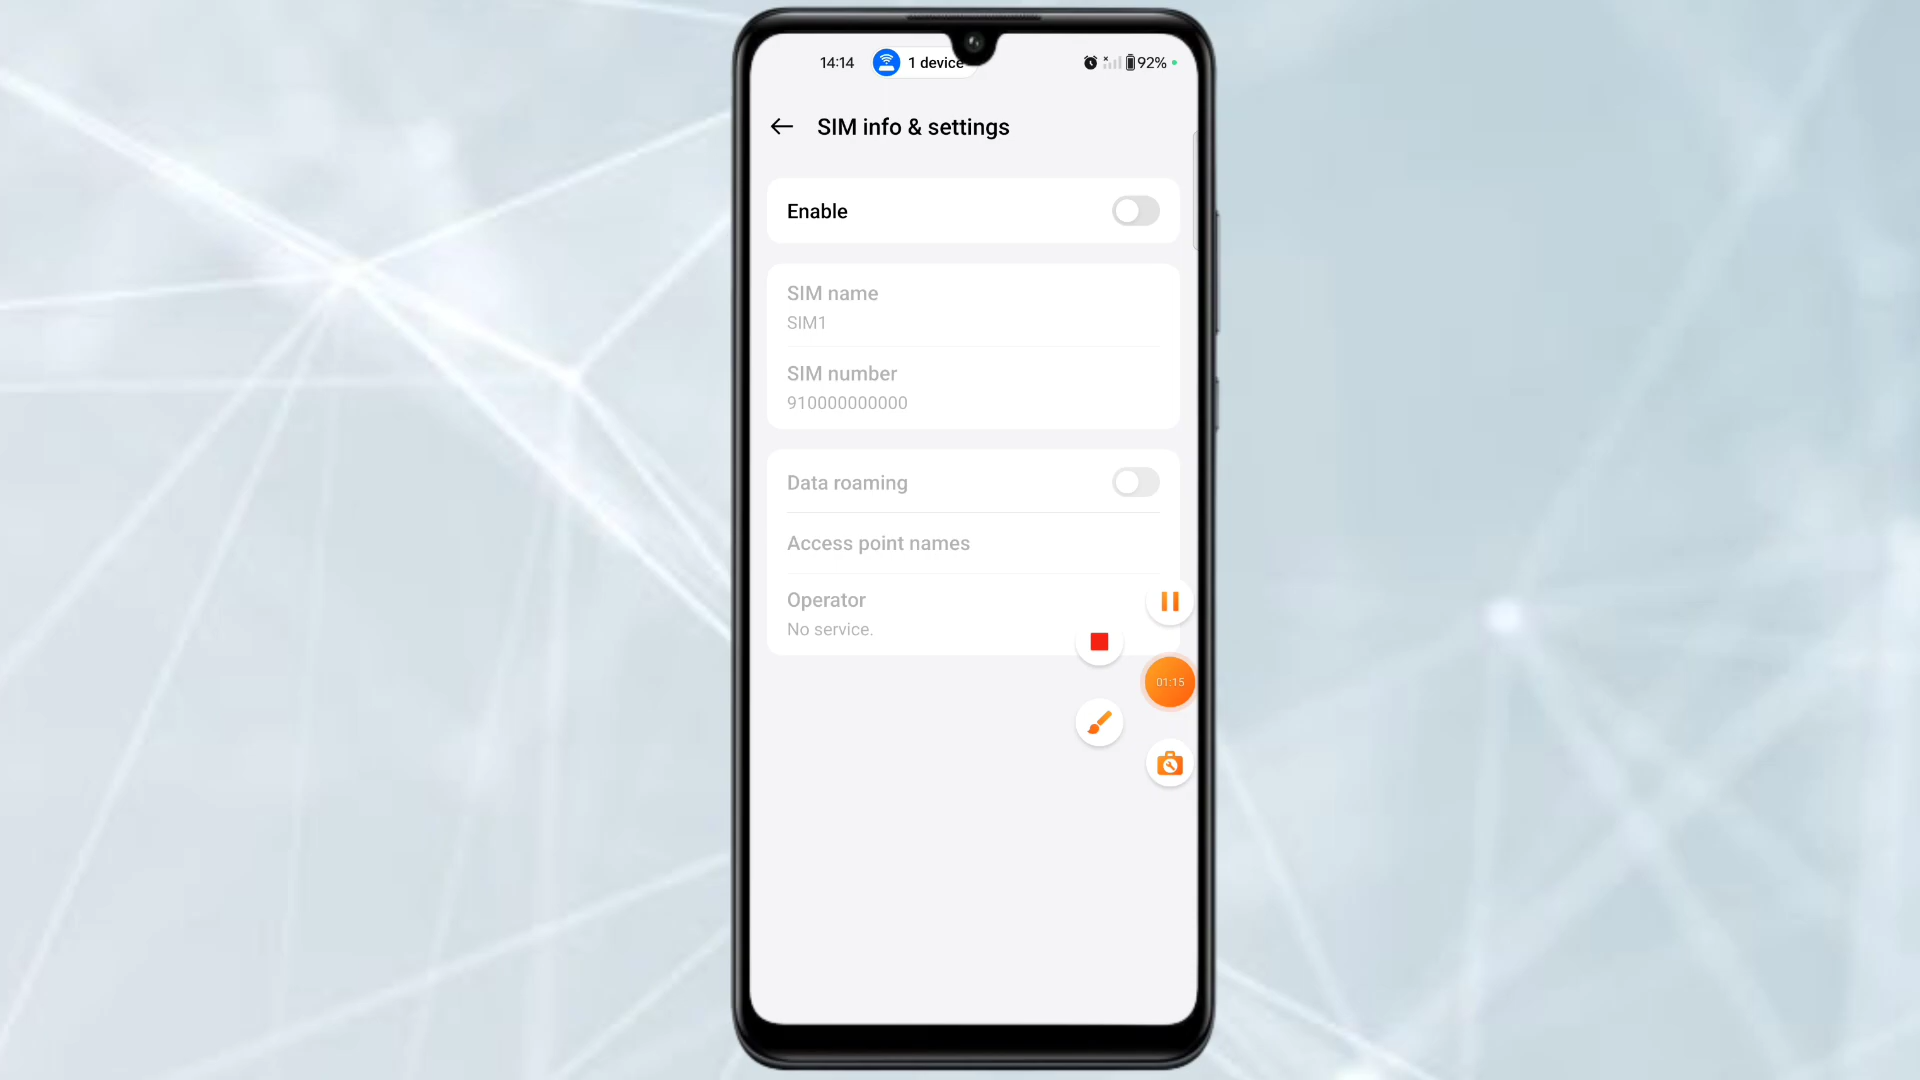 14:14 1 device 92%
SIM info & settings
Enable
SIM name
SIM1
SIM number
910000000000
Data roaming
Access point names
Operator
No service.
01:15